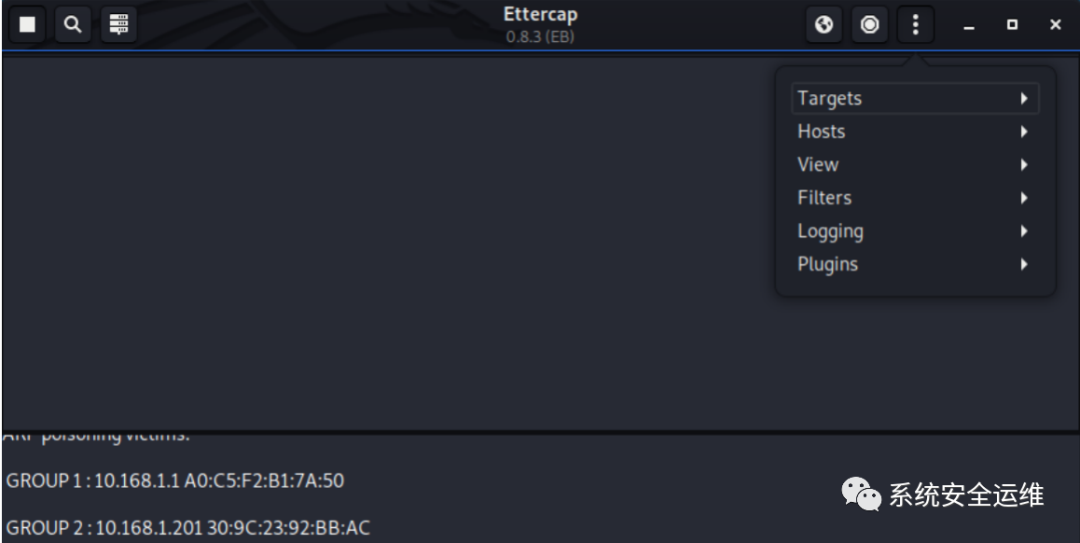 Ettercap
0.8.3 (EB)
Targets
Hosts
View
Filters
Logging
Plugins
ARP poisoning victims:
GROUP 1 : 10.168.1.1 A0:C5:F2:B1:7A:50
GROUP 2 : 10.168.1.201 30:9C:23:92:BB:AC
系统安全运维